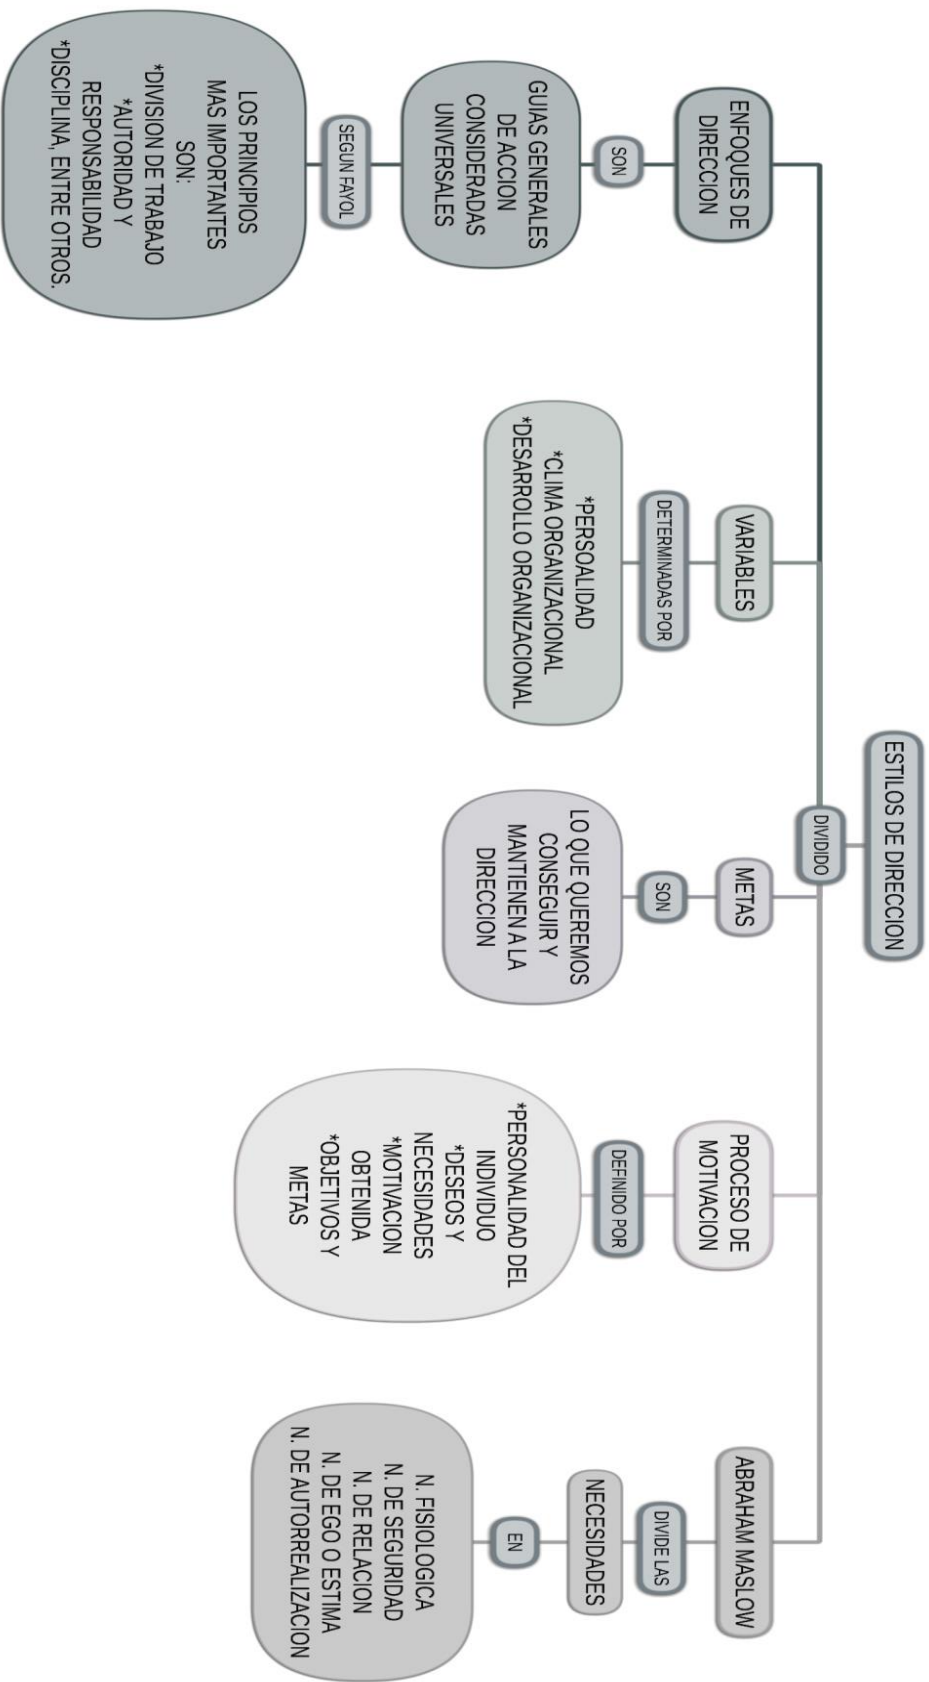 ESTILOS DE DIRECCION
DIVIDIDO
ENFOQUES DE
DIRECCION
SON
GUIAS GENERALES
DE ACCION
CONSIDERADAS
UNIVERSALES
SEGUN FAYOL
LOS PRINCIPIOS
MAS IMPORTANTES
SON:
*DIVISION DE TRABAJO
*AUTORIDAD Y
RESPONSABILIDAD
*DISCIPLINA, ENTRE OTROS.
VARIABLES
DETERMINADAS POR
*PERSOALIDAD
*CLIMA ORGANIZACIONAL
*DESARROLLO ORGANIZACIONAL
METAS
SON
LO QUE QUEREMOS
CONSEGUIR Y
MANTIENEN A LA
DIRECCION
PROCESO DE
MOTIVACION
DEFINIDO POR
*PERSONALIDAD DEL
INDIVIDUO
*DESEOS Y
NECESIDADES
*MOTIVACION
OBTENIDA
*OBJETIVOS Y
METAS
ABRAHAM MASLOW
DIVIDE LAS
NECESIDADES
EN
N. FISIOLOGICA
N. DE SEGURIDAD
N. DE RELACION
N. DE EGO O ESTIMA
N. DE AUTORREALIZACION